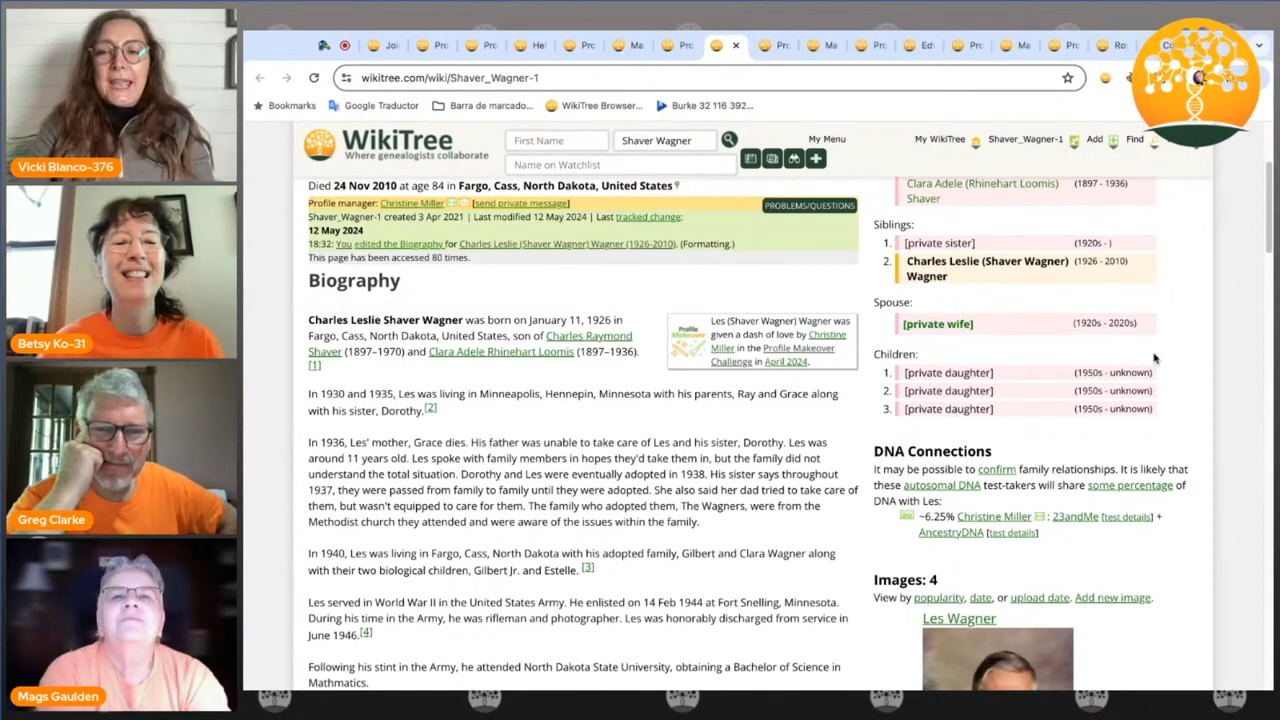 Vicki Blanco-376
Betsy Ko-31
Greg Clarke
Mags Gaulden
wikitree.com/wiki/Shaver_Wagner-1
Bookmarks
Google Traductor
Barra de marcado...
WikiTree Browser...
Burke 32 116 392...
WikiTree
Where genealogists collaborate
First Name
Shaver Wagner
Name on Watchlist
My Menu
My WikiTree
Shaver_Wagner-1
Add
Find
Died 24 Nov 2010 at age 84 in Fargo, Cass, North Dakota, United States
Profile manager: Christine Miller [send private message]
PROBLEMS/QUESTIONS
Shaver_Wagner-1 created 3 Apr 2021 | Last modified 12 May 2024 | Last tracked change:
12 May 2024
18:32: You edited the Biography for Charles Leslie (Shaver Wagner) Wagner (1926-2010). (Formatting.)
This page has been accessed 80 times.
Biography
Charles Leslie Shaver Wagner was born on January 11, 1926 in
Fargo, Cass, North Dakota, United States, son of Charles Raymond
Shaver (1897–1970) and Clara Adele Rhinehart Loomis (1897–1936).
[1]
Profile
Makeover
Les (Shaver Wagner) Wagner was
given a dash of love by Christine
Miller in the Profile Makeover
Challenge in April 2024.
In 1930 and 1935, Les was living in Minneapolis, Hennepin, Minnesota with his parents, Ray and Grace along
with his sister, Dorothy.[2]
In 1936, Les' mother, Grace dies. His father was unable to take care of Les and his sister, Dorothy. Les was
around 11 years old. Les spoke with family members in hopes they'd take them in, but the family did not
understand the total situation. Dorothy and Les were eventually adopted in 1938. His sister says throughout
1937, they were passed from family to family until they were adopted. She also said her dad tried to take care of
them, but wasn't equipped to care for them. The family who adopted them, The Wagners, were from the
Methodist church they attended and were aware of the issues within the family.
In 1940, Les was living in Fargo, Cass, North Dakota with his adopted family, Gilbert and Clara Wagner along
with their two biological children, Gilbert Jr. and Estelle. [3]
Les served in World War II in the United States Army. He enlisted on 14 Feb 1944 at Fort Snelling, Minnesota.
During his time in the Army, he was rifleman and photographer. Les was honorably discharged from service in
June 1946.[4]
Following his stint in the Army, he attended North Dakota State University, obtaining a Bachelor of Science in
Mathmatics.
Clara Adele (Rhinehart Loomis) (1897 - 1936)
Shaver
Siblings:
1. [private sister] (1920s - )
2. Charles Leslie (Shaver Wagner) (1926 - 2010)
Wagner
Spouse:
[private wife] (1920s - 2020s)
Children:
1. [private daughter] (1950s - unknown)
2. [private daughter] (1950s - unknown)
3. [private daughter] (1950s - unknown)
DNA Connections
It may be possible to confirm family relationships. It is likely that
these autosomal DNA test-takers will share some percentage of
DNA with Les:
~6.25% Christine Miller : 23andMe [test details] +
AncestryDNA [test details]
Images: 4
View by popularity, date, or upload date. Add new image.
Les Wagner